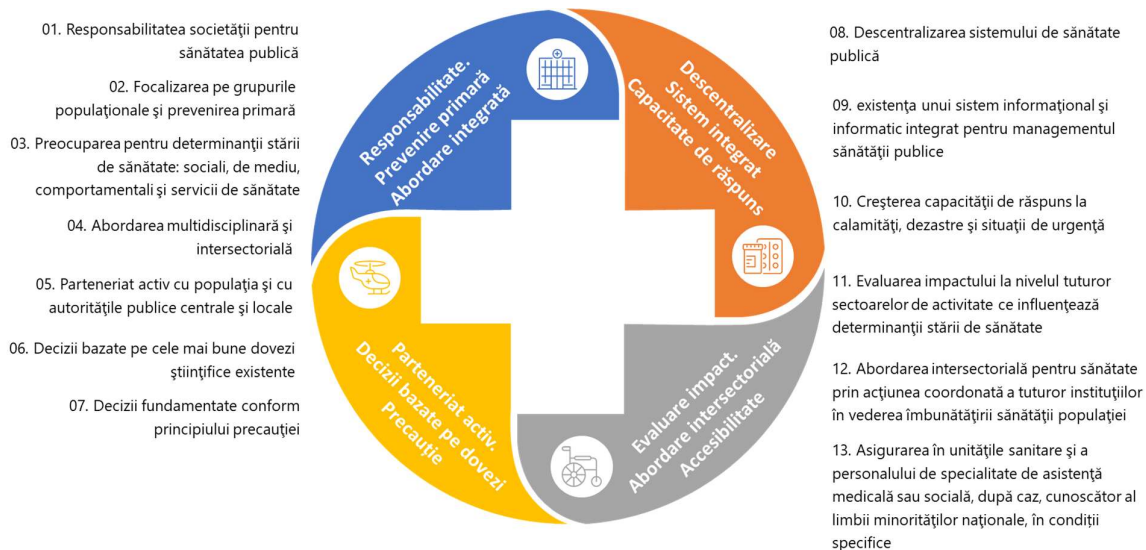 01. Responsabilitatea societății pentru
sănătatea publică
02. Focalizarea pe grupurile
populaționale și prevenirea primară
03. Preocuparea pentru determinanții stării
de sănătate: sociali, de mediu,
comportamentali și servicii de sănătate
04. Abordarea multidisciplinară și
intersectorială
05. Parteneriat activ cu populația și cu
autoritățile publice centrale și locale
06. Decizii bazate pe cele mai bune dovezi
științifice existente
07. Decizii fundamentate conform
principiului precauției
Responsabilitate.
Prevenire primară
Abordare integrată
Descentralizare
Sistem integrat
Capacitate de răspuns
Parteneriat activ.
Decizii bazate pe dovezi
Precauție
Evaluare impact.
Abordare intersectorială
Accesibilitate
08. Descentralizarea sistemului de sănătate
publică
09. existența unui sistem informațional și
informatic integrat pentru managementul
sănătății publice
10. Creșterea capacității de răspuns la
calamități, dezastre și situații de urgență
11. Evaluarea impactului la nivelul tuturor
sectoarelor de activitate ce influențează
determinanții stării de sănătate
12. Abordarea intersectorială pentru sănătate
prin acțiunea coordonată a tuturor instituțiilor
în vederea îmbunătățirii sănătății populației
13. Asigurarea în unitățile sanitare și a
personalului de specialitate de asistență
medicală sau socială, după caz, cunoscător al
limbii minorităților naționale, în condiții
specifice